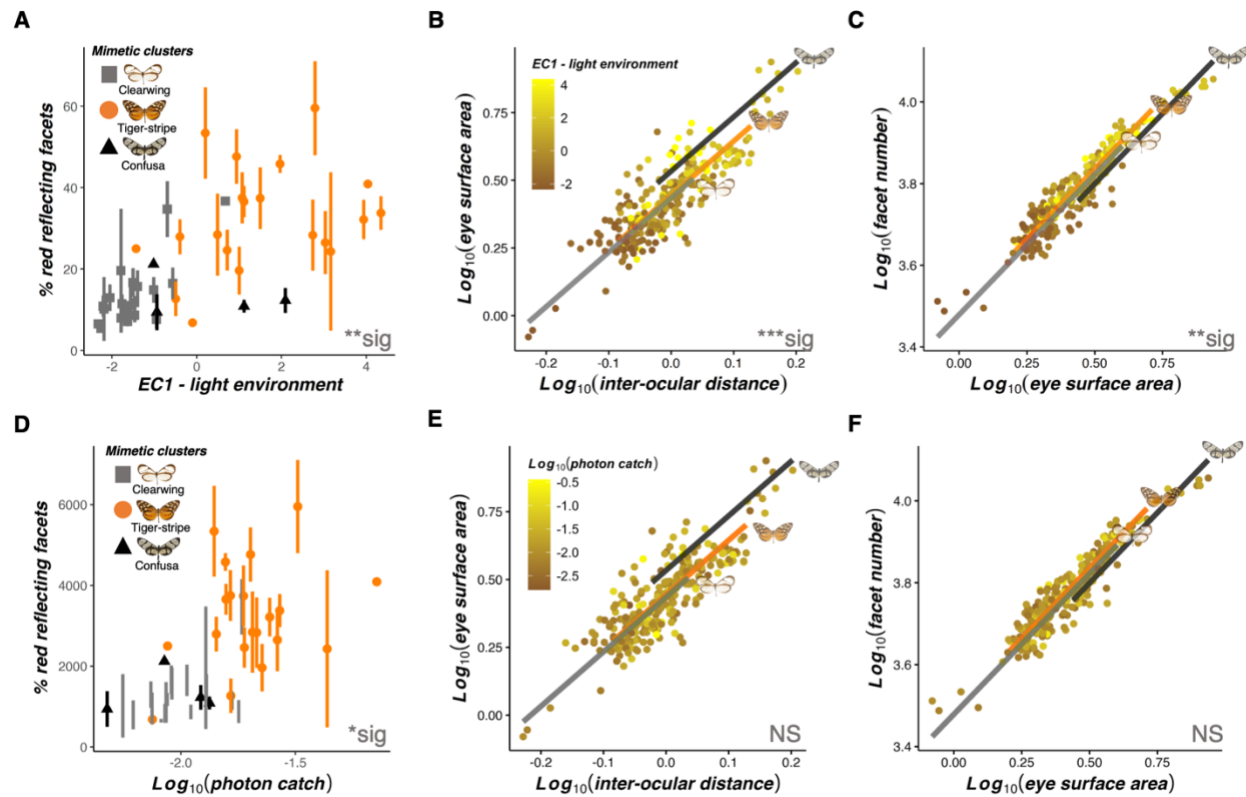 A
Mimetic clusters
Clearwing
Tiger-stripe
Confusa
% red reflecting facets
60
40
20
0
-2
0
2
4
EC1 - light environment
**sig
B
EC1 - light environment
4
2
0
-2
Log10(eye surface area)
0.75
0.50
0.25
0.00
-0.2
-0.1
0.0
0.1
0.2
Log10(inter-ocular distance)
***sig
C
Log10(facet number)
4.0
3.8
3.6
3.4
0.00
0.25
0.50
0.75
Log10(eye surface area)
**sig
D
Mimetic clusters
Clearwing
Tiger-stripe
Confusa
% red reflecting facets
6000
4000
2000
0
-2.0
-1.5
Log10(photon catch)
*sig
E
Log10(photon catch)
-0.5
-1.0
-1.5
-2.0
-2.5
Log10(eye surface area)
0.75
0.50
0.25
0.00
-0.2
-0.1
0.0
0.1
0.2
Log10(inter-ocular distance)
NS
F
Log10(facet number)
4.0
3.8
3.6
3.4
0.00
0.25
0.50
0.75
Log10(eye surface area)
NS